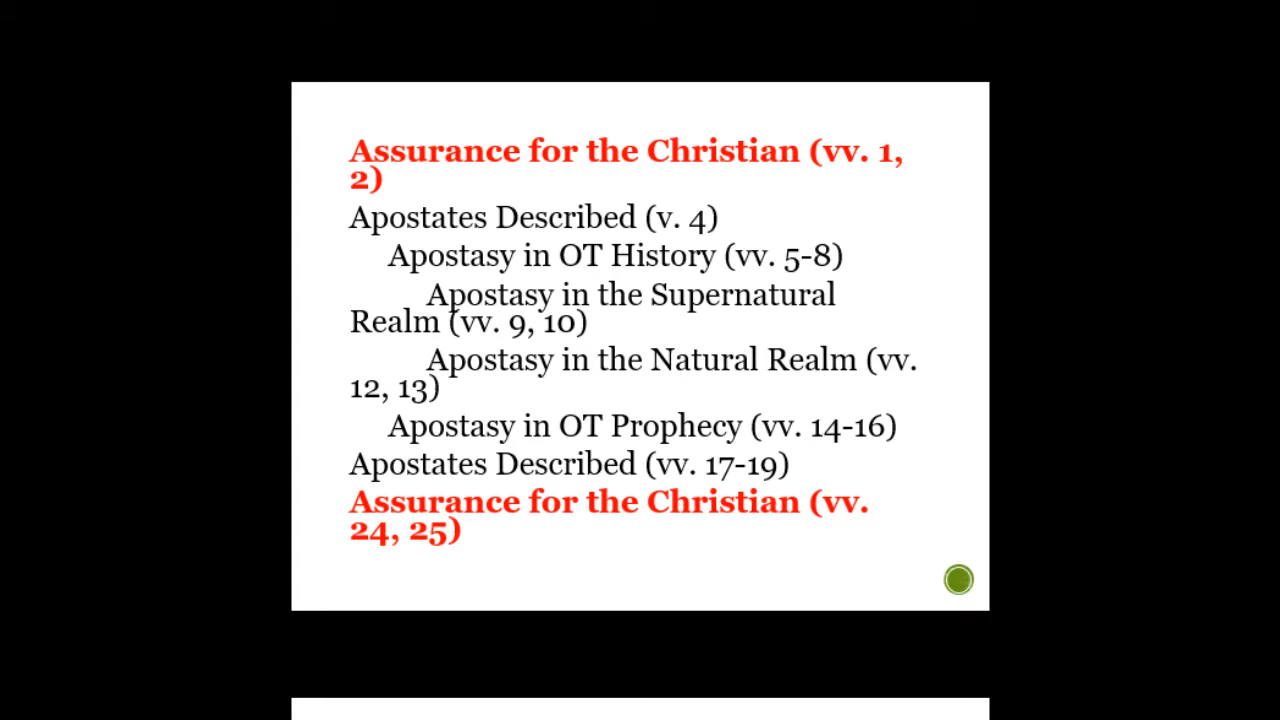 Assurance for the Christian (vv. 1,
2)
Apostates Described (v. 4)
Apostasy in OT History (vv. 5-8)
Apostasy in the Supernatural
Realm (vv. 9, 10)
Apostasy in the Natural Realm (vv.
12, 13)
Apostasy in OT Prophecy (vv. 14-16)
Apostates Described (vv. 17-19)
Assurance for the Christian (vv.
24, 25)